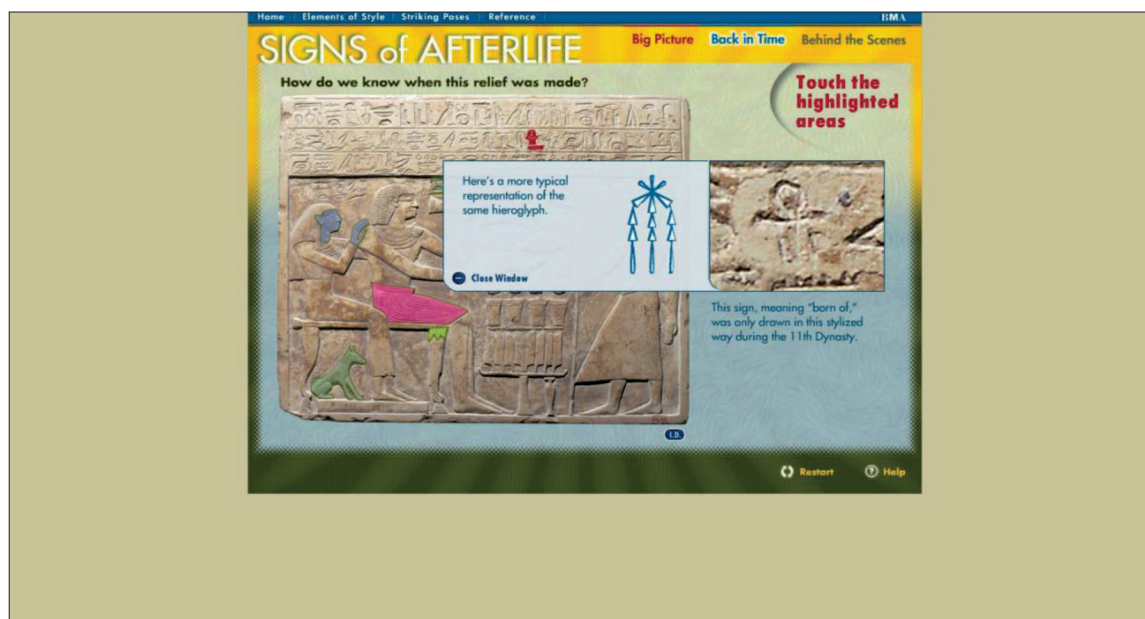 Home Elements of Style Striking Poses Reference BMA
SIGNS of AFTERLIFE
Big Picture Back in Time Behind the Scenes
How do we know when this relief was made?
Touch the
highlighted
areas
Here's a more typical
representation of the
same hieroglyph.
Close Window
This sign, meaning “born of,”
was only drawn in this stylized
way during the 11th Dynasty.
I.D.
Restart ? Help